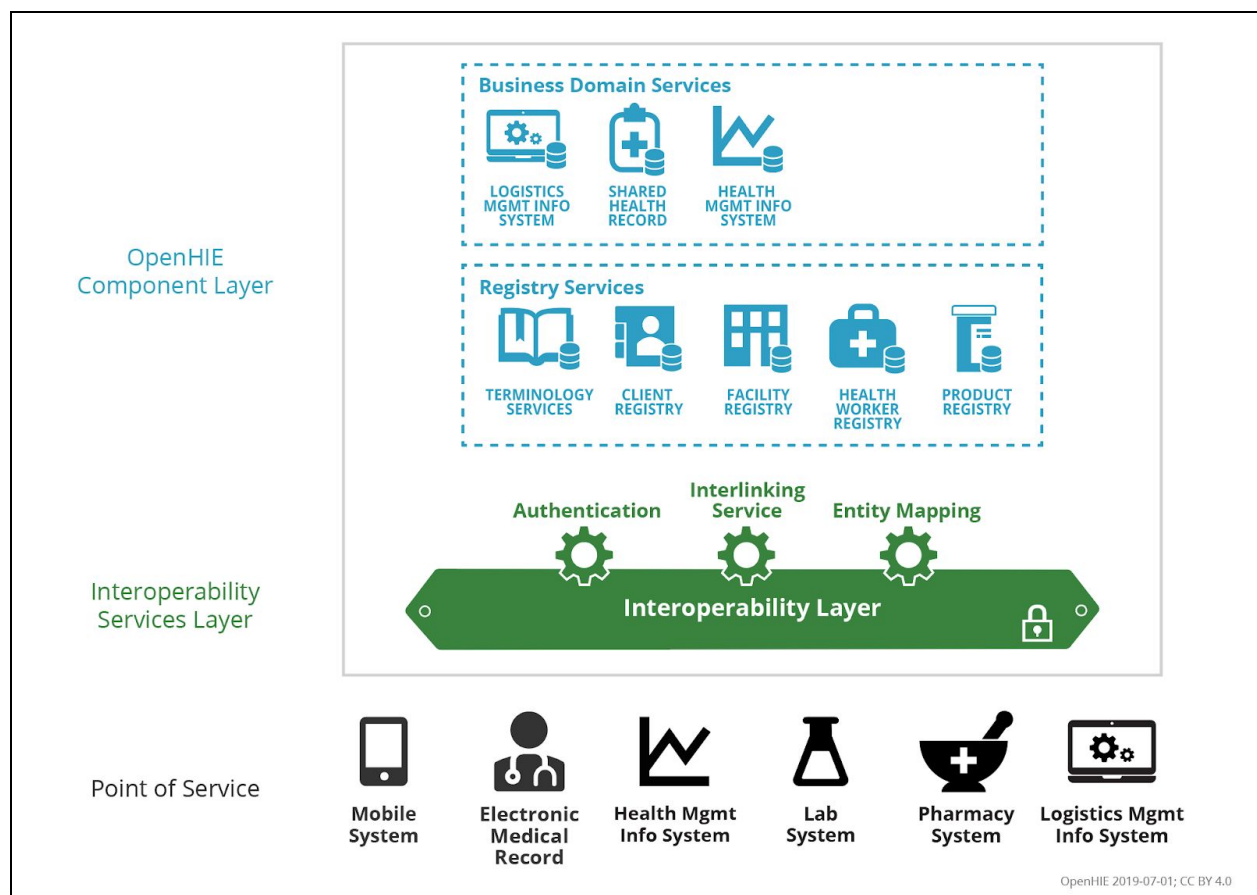 Business Domain Services
LOGISTICS
MGMT INFO
SYSTEM
SHARED
HEALTH
RECORD
HEALTH
MGMT INFO
SYSTEM
OpenHIE
Component Layer
Registry Services
TERMINOLOGY
SERVICES
CLIENT
REGISTRY
FACILITY
REGISTRY
HEALTH
WORKER
REGISTRY
PRODUCT
REGISTRY
Authentication
Interlinking
Service
Entity Mapping
Interoperability
Services Layer
Interoperability Layer
Point of Service
Mobile
System
Electronic
Medical
Record
Health Mgmt
Info System
Lab
System
Pharmacy
System
Logistics Mgmt
Info System
OpenHIE 2019-07-01; CC BY 4.0